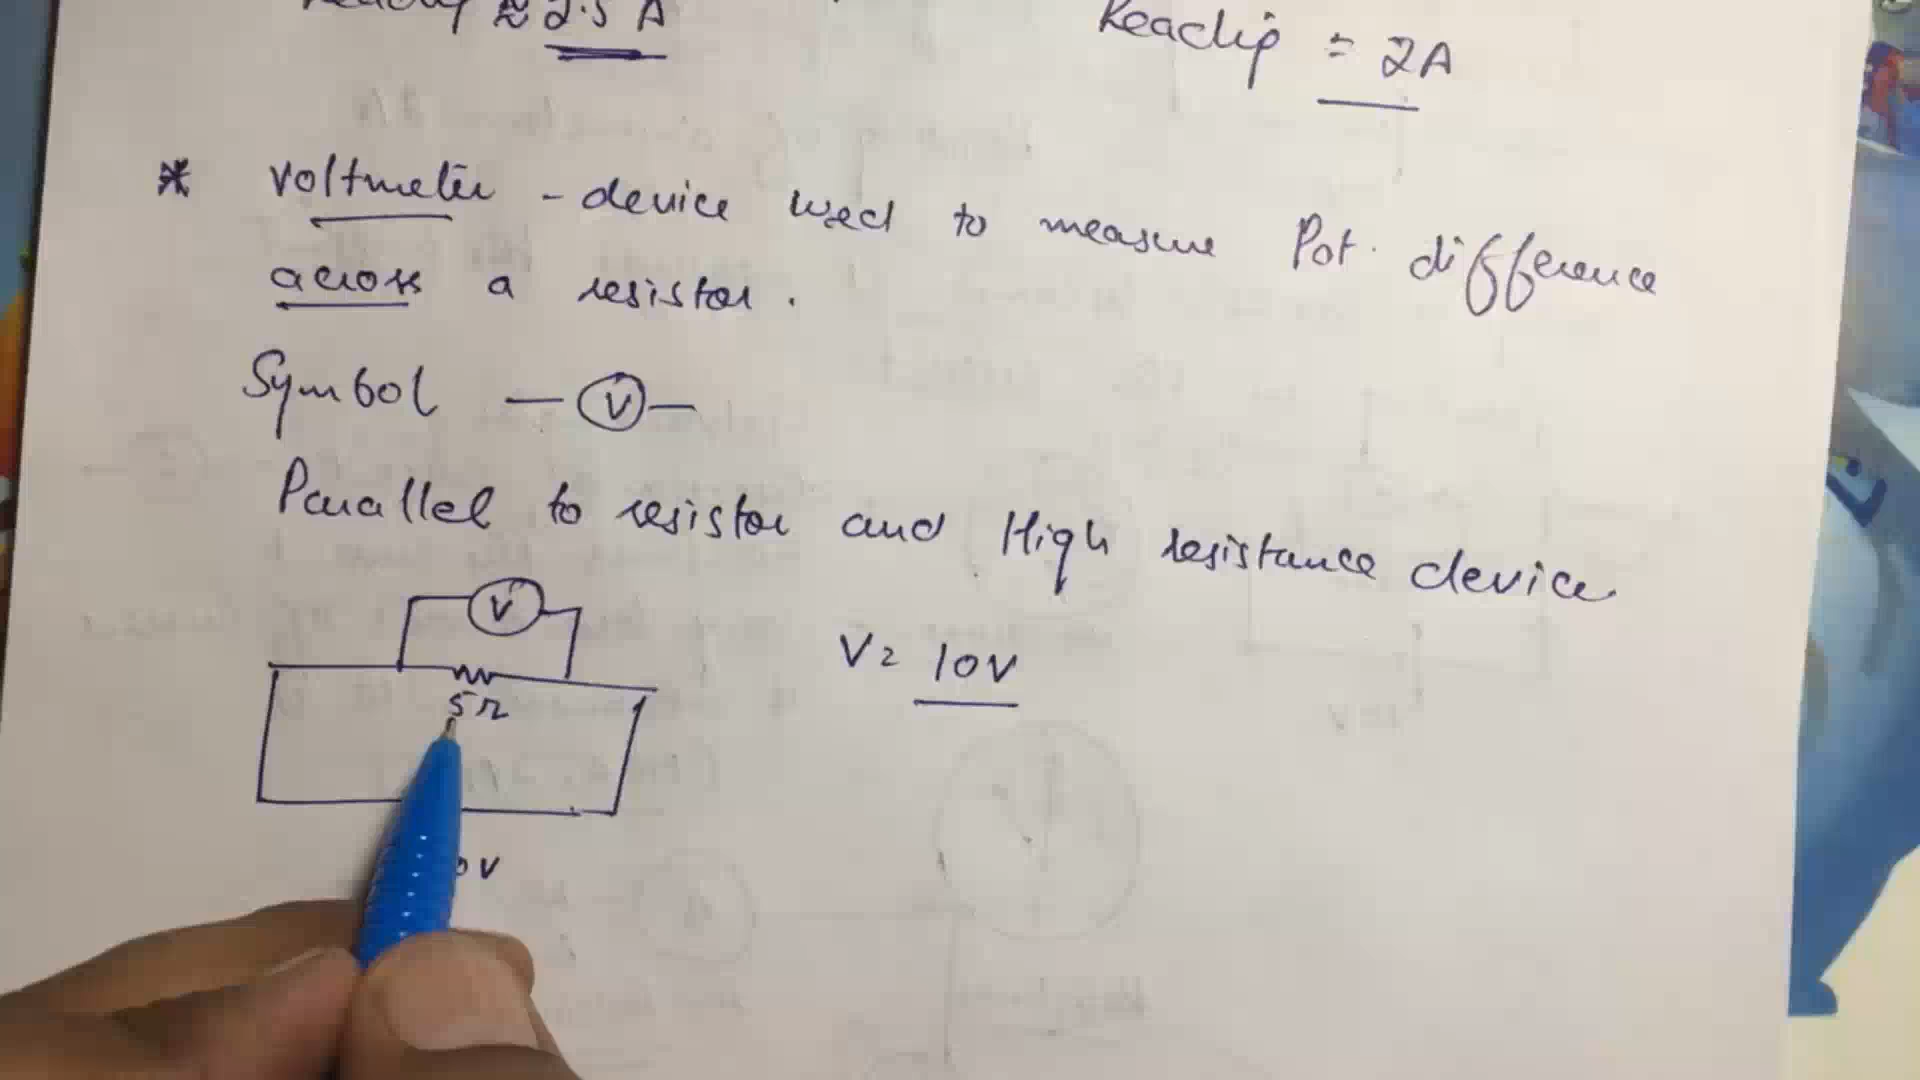 ≈ 2.5 A
Reading = 2A
* Voltmeter - device used to measure Pot. difference
across a resistor.
Symbol V
Parallel to resistor and High resistance device.
V
5Ω
V = 10V
0V